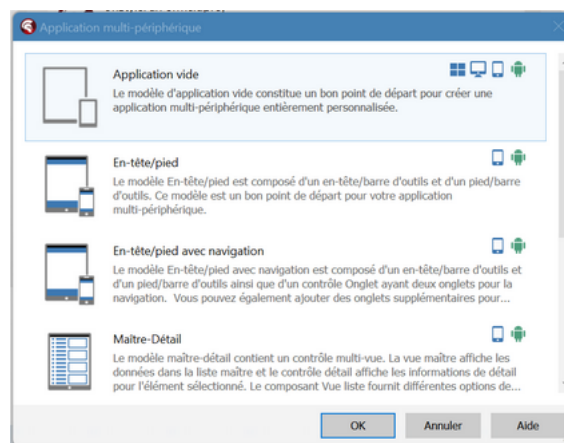 Application multi-périphérique
Application vide
Le modèle d'application vide constitue un bon point de départ pour créer une
application multi-périphérique entièrement personnalisée.
En-tête/pied
Le modèle En-tête/pied est composé d'un en-tête/barre d'outils et d'un pied/barre
d'outils. Ce modèle est un bon point de départ pour votre application
multi-périphérique.
En-tête/pied avec navigation
Le modèle En-tête/pied avec navigation est composé d'un en-tête/barre d'outils et
d'un pied/barre d'outils ainsi que d'un contrôle Onglet ayant deux onglets pour la
navigation. Vous pouvez également ajouter des onglets supplémentaires pour...
Maître-Détail
Le modèle maître-détail contient un contrôle multi-vue. La vue maître affiche les
données dans la liste maître et le contrôle détail affiche les informations de détail
pour l'élément sélectionné. Le composant Vue liste fournit différentes options de...
OK
Annuler
Aide